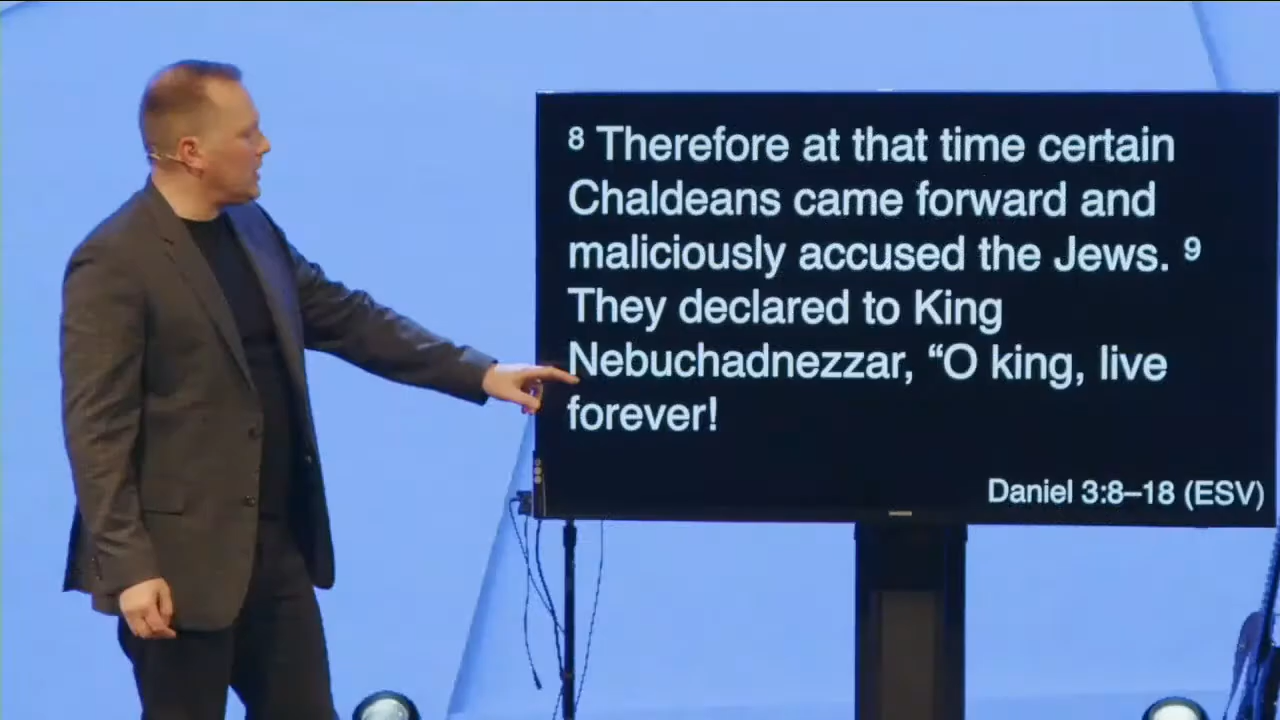 ⁸ Therefore at that time certain
Chaldeans came forward and
maliciously accused the Jews. ⁹
They declared to King
Nebuchadnezzar, “O king, live
forever!
Daniel 3:8–18 (ESV)